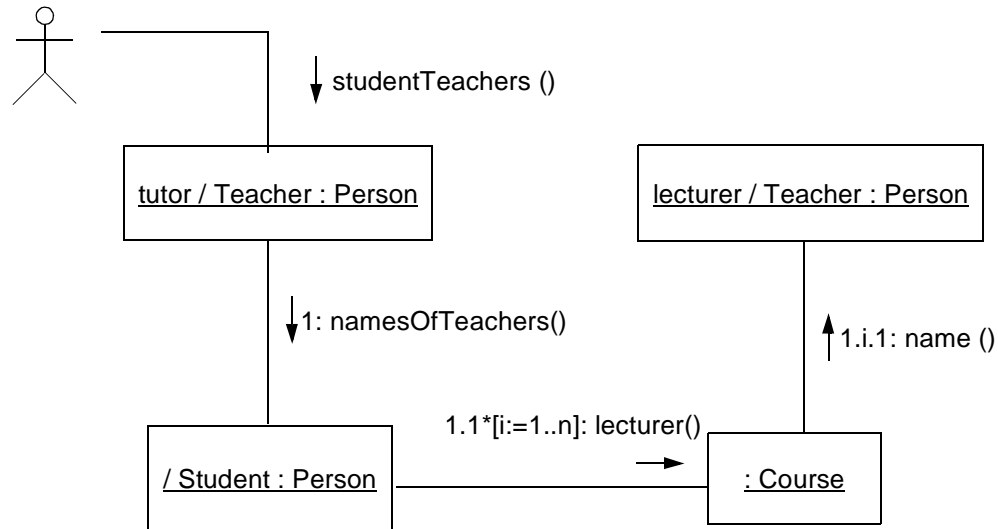 studentTeachers ()
tutor / Teacher : Person
lecturer / Teacher : Person
1: namesOfTeachers()
1.i.1: name ()
1.1*[i:=1..n]: lecturer()
/ Student : Person
: Course